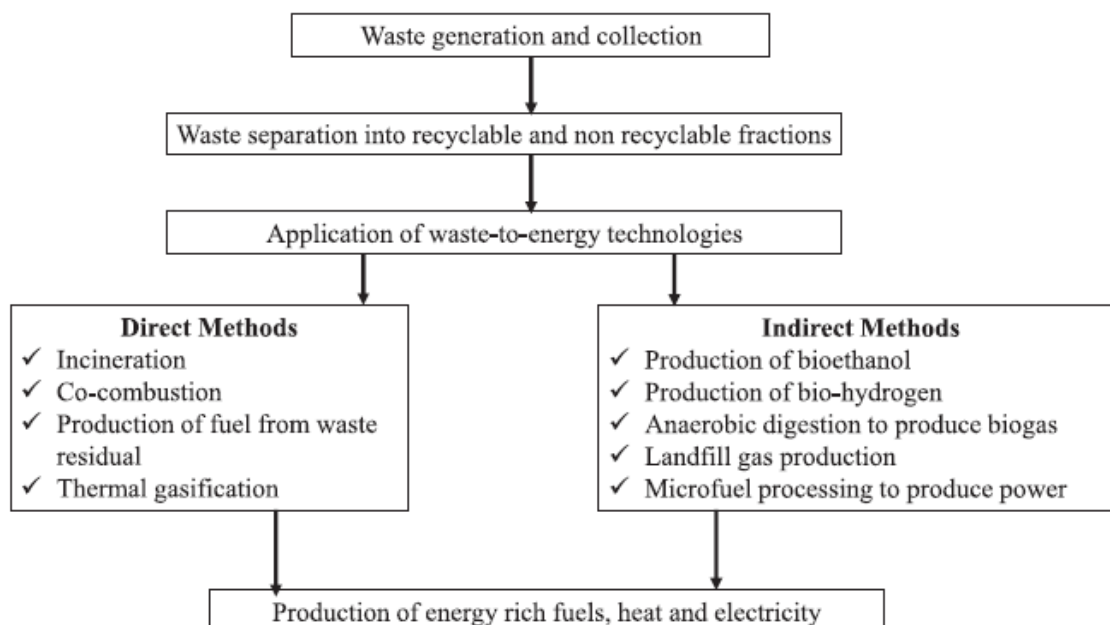 Waste generation and collection
Waste separation into recyclable and non recyclable fractions
Application of waste-to-energy technologies
Direct Methods
✓ Incineration
✓ Co-combustion
✓ Production of fuel from waste
residual
✓ Thermal gasification
Indirect Methods
✓ Production of bioethanol
✓ Production of bio-hydrogen
✓ Anaerobic digestion to produce biogas
✓ Landfill gas production
✓ Microfuel processing to produce power
Production of energy rich fuels, heat and electricity